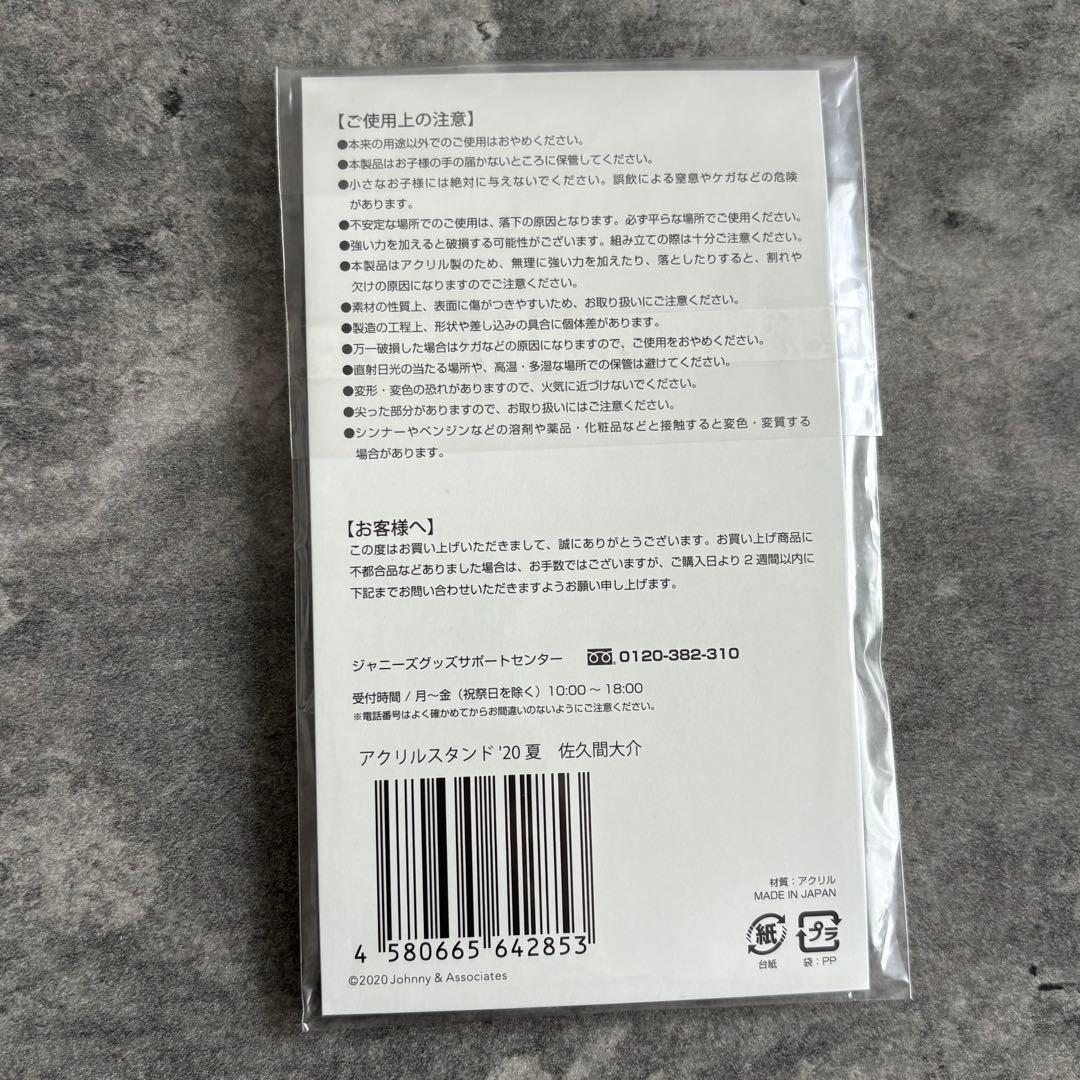 【ご使用上の注意】
●本来の用途以外でのご使用はおやめください。
●本製品はお子様の手の届かないところに保管してください。
●小さなお子様には絶対に与えないでください。誤飲による窒息やケガなどの危険
があります。
●不安定な場所でのご使用は、落下の原因となります。必ず平らな場所でご使用ください。
●強い力を加えると破損する可能性がございます。組み立ての際は十分ご注意ください。
●本製品はアクリル製のため、無理に強い力を加えたり、落としたりすると、割れや
欠けの原因になりますのでご注意ください。
●素材の性質上、表面に傷がつきやすいため、お取り扱いにご注意ください。
●製造の工程上、形状や差し込みの具合に個体差があります。
●万一破損した場合はケガなどの原因になりますので、ご使用をおやめください。
●直射日光の当たる場所や、高温・多湿な場所での保管は避けてください。
●変形・変色の恐れがありますので、火気に近づけないでください。
●尖った部分がありますので、お取り扱いにはご注意ください。
●シンナーやベンジンなどの溶剤や薬品・化粧品などと接触すると変色・変質する
場合があります。
【お客様へ】
この度はお買い上げいただきまして、誠にありがとうございます。お買い上げ商品に
不都合品などありました場合は、お手数ではございますが、ご購入日より2週間以内に
下記までお問い合わせいただきますようお願い申し上げます。
ジャニーズグッズサポートセンター 0120-382-310
受付時間 / 月〜金（祝祭日を除く）10:00 〜 18:00
※電話番号はよく確かめてからお間違いのないようにご注意ください。
アクリルスタンド '20 夏 佐久間大介
4 580665 642853
©2020 Johnny & Associates
材質：アクリル
MADE IN JAPAN
紙 プラ
台紙 袋：PP